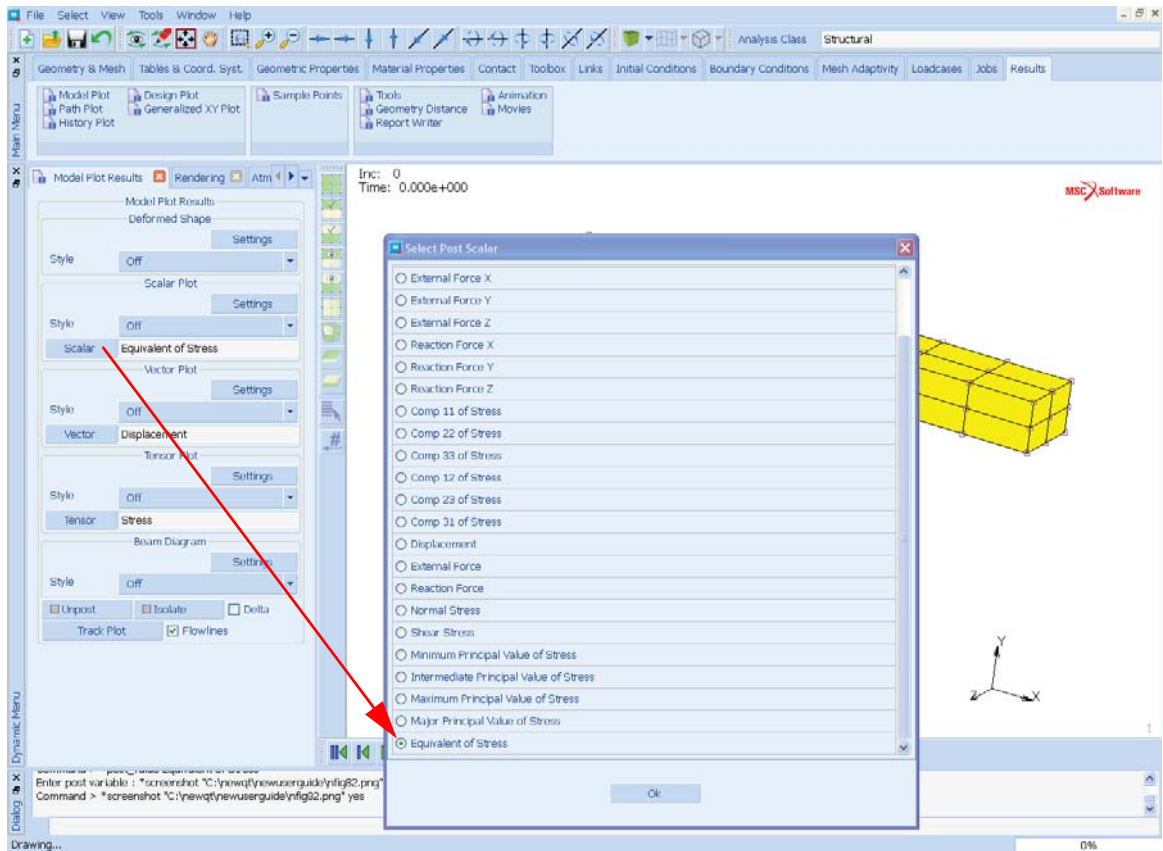 File Select View Tools Window Help
Analysis Class Structural
Geometry & Mesh Tables & Coord. Syst. Geometric Properties Material Properties Contact Toolbox Links Initial Conditions Boundary Conditions Mesh Adaptivity Loadcases Jobs Results
Main Menu
Model Plot Design Plot Sample Points Tools Animation
Path Plot Generalized XY Plot Geometry Distance Movies
History Plot Report Writer
Model Plot Results Rendering Atm
Model Plot Results
Deformed Shape
Settings
Style Off
Scalar Plot
Settings
Style Off
Scalar Equivalent of Stress
Vector Plot
Settings
Style Off
Vector Displacement
Tensor Plot
Settings
Style Off
Tensor Stress
Beam Diagram
Settings
Style Off
Unpost Isolate Delta
Track Plot Flowlines
Dynamic Menu
Inc: 0
Time: 0.000e+000
MSC Software
Select Post Scalar
External Force X
External Force Y
External Force Z
Reaction Force X
Reaction Force Y
Reaction Force Z
Comp 11 of Stress
Comp 22 of Stress
Comp 33 of Stress
Comp 12 of Stress
Comp 23 of Stress
Comp 31 of Stress
Displacement
External Force
Reaction Force
Normal Stress
Shear Stress
Minimum Principal Value of Stress
Intermediate Principal Value of Stress
Maximum Principal Value of Stress
Major Principal Value of Stress
Equivalent of Stress
Ok
Y
Z X
1
Enter post variable : *screenshot "C:\newqt\newuserguide\nfig82.png"
Command > *screenshot "C:\newqt\newuserguide\nfig82.png" yes
Dialog
Drawing... 0%